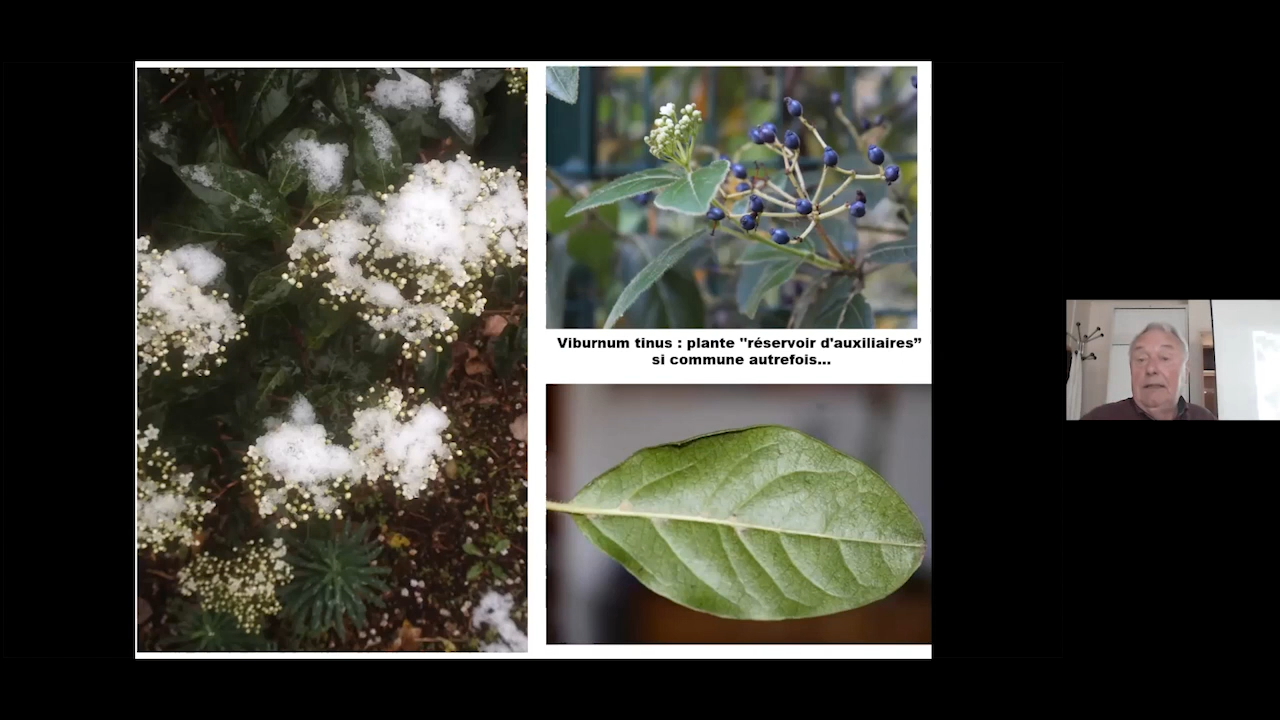 Viburnum tinus : plante "réservoir d'auxiliaires”
si commune autrefois...